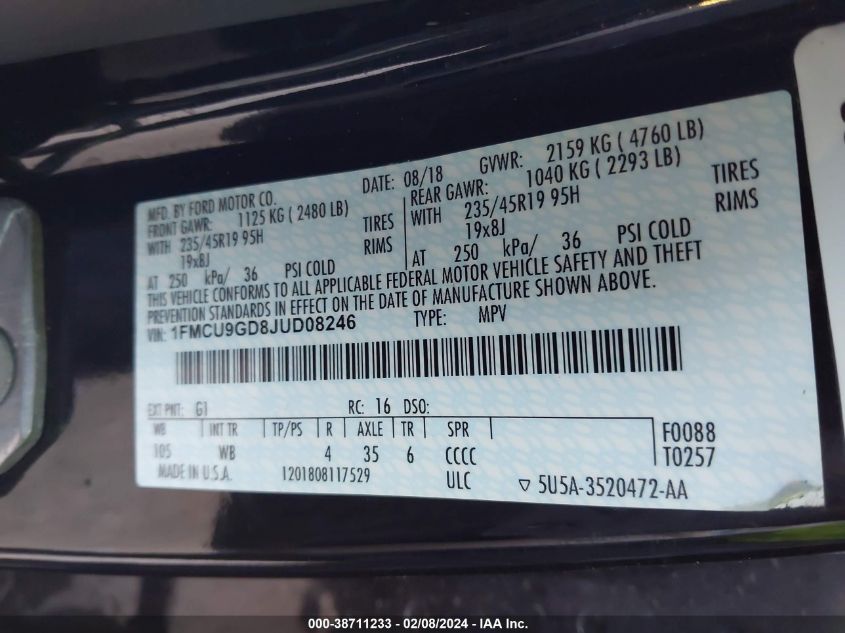 MFD. BY FORD MOTOR CO.
DATE: 08/18 GVWR: 2159 KG ( 4760 LB)
FRONT GAWR: 1125 KG ( 2480 LB)
REAR GAWR: 1040 KG ( 2293 LB)
WITH 235/45R19 95H TIRES
WITH 235/45R19 95H TIRES
19x8J RIMS
19x8J RIMS
AT 250 kPa/ 36 PSI COLD
AT 250 kPa/ 36 PSI COLD
THIS VEHICLE CONFORMS TO ALL APPLICABLE FEDERAL MOTOR VEHICLE SAFETY AND THEFT
PREVENTION STANDARDS IN EFFECT ON THE DATE OF MANUFACTURE SHOWN ABOVE.
VIN: 1FMCU9GD8JUD08246 TYPE: MPV
EXT PNT: G1 RC: 16 DSO:
WB INT TR TP/PS R AXLE TR SPR
F0088
105 WB 4 35 6 CCCC
T0257
MADE IN U.S.A. 1201808117529 ULC
▽ 5U5A-3520472-AA
000-38711233 - 02/08/2024 - IAA Inc.